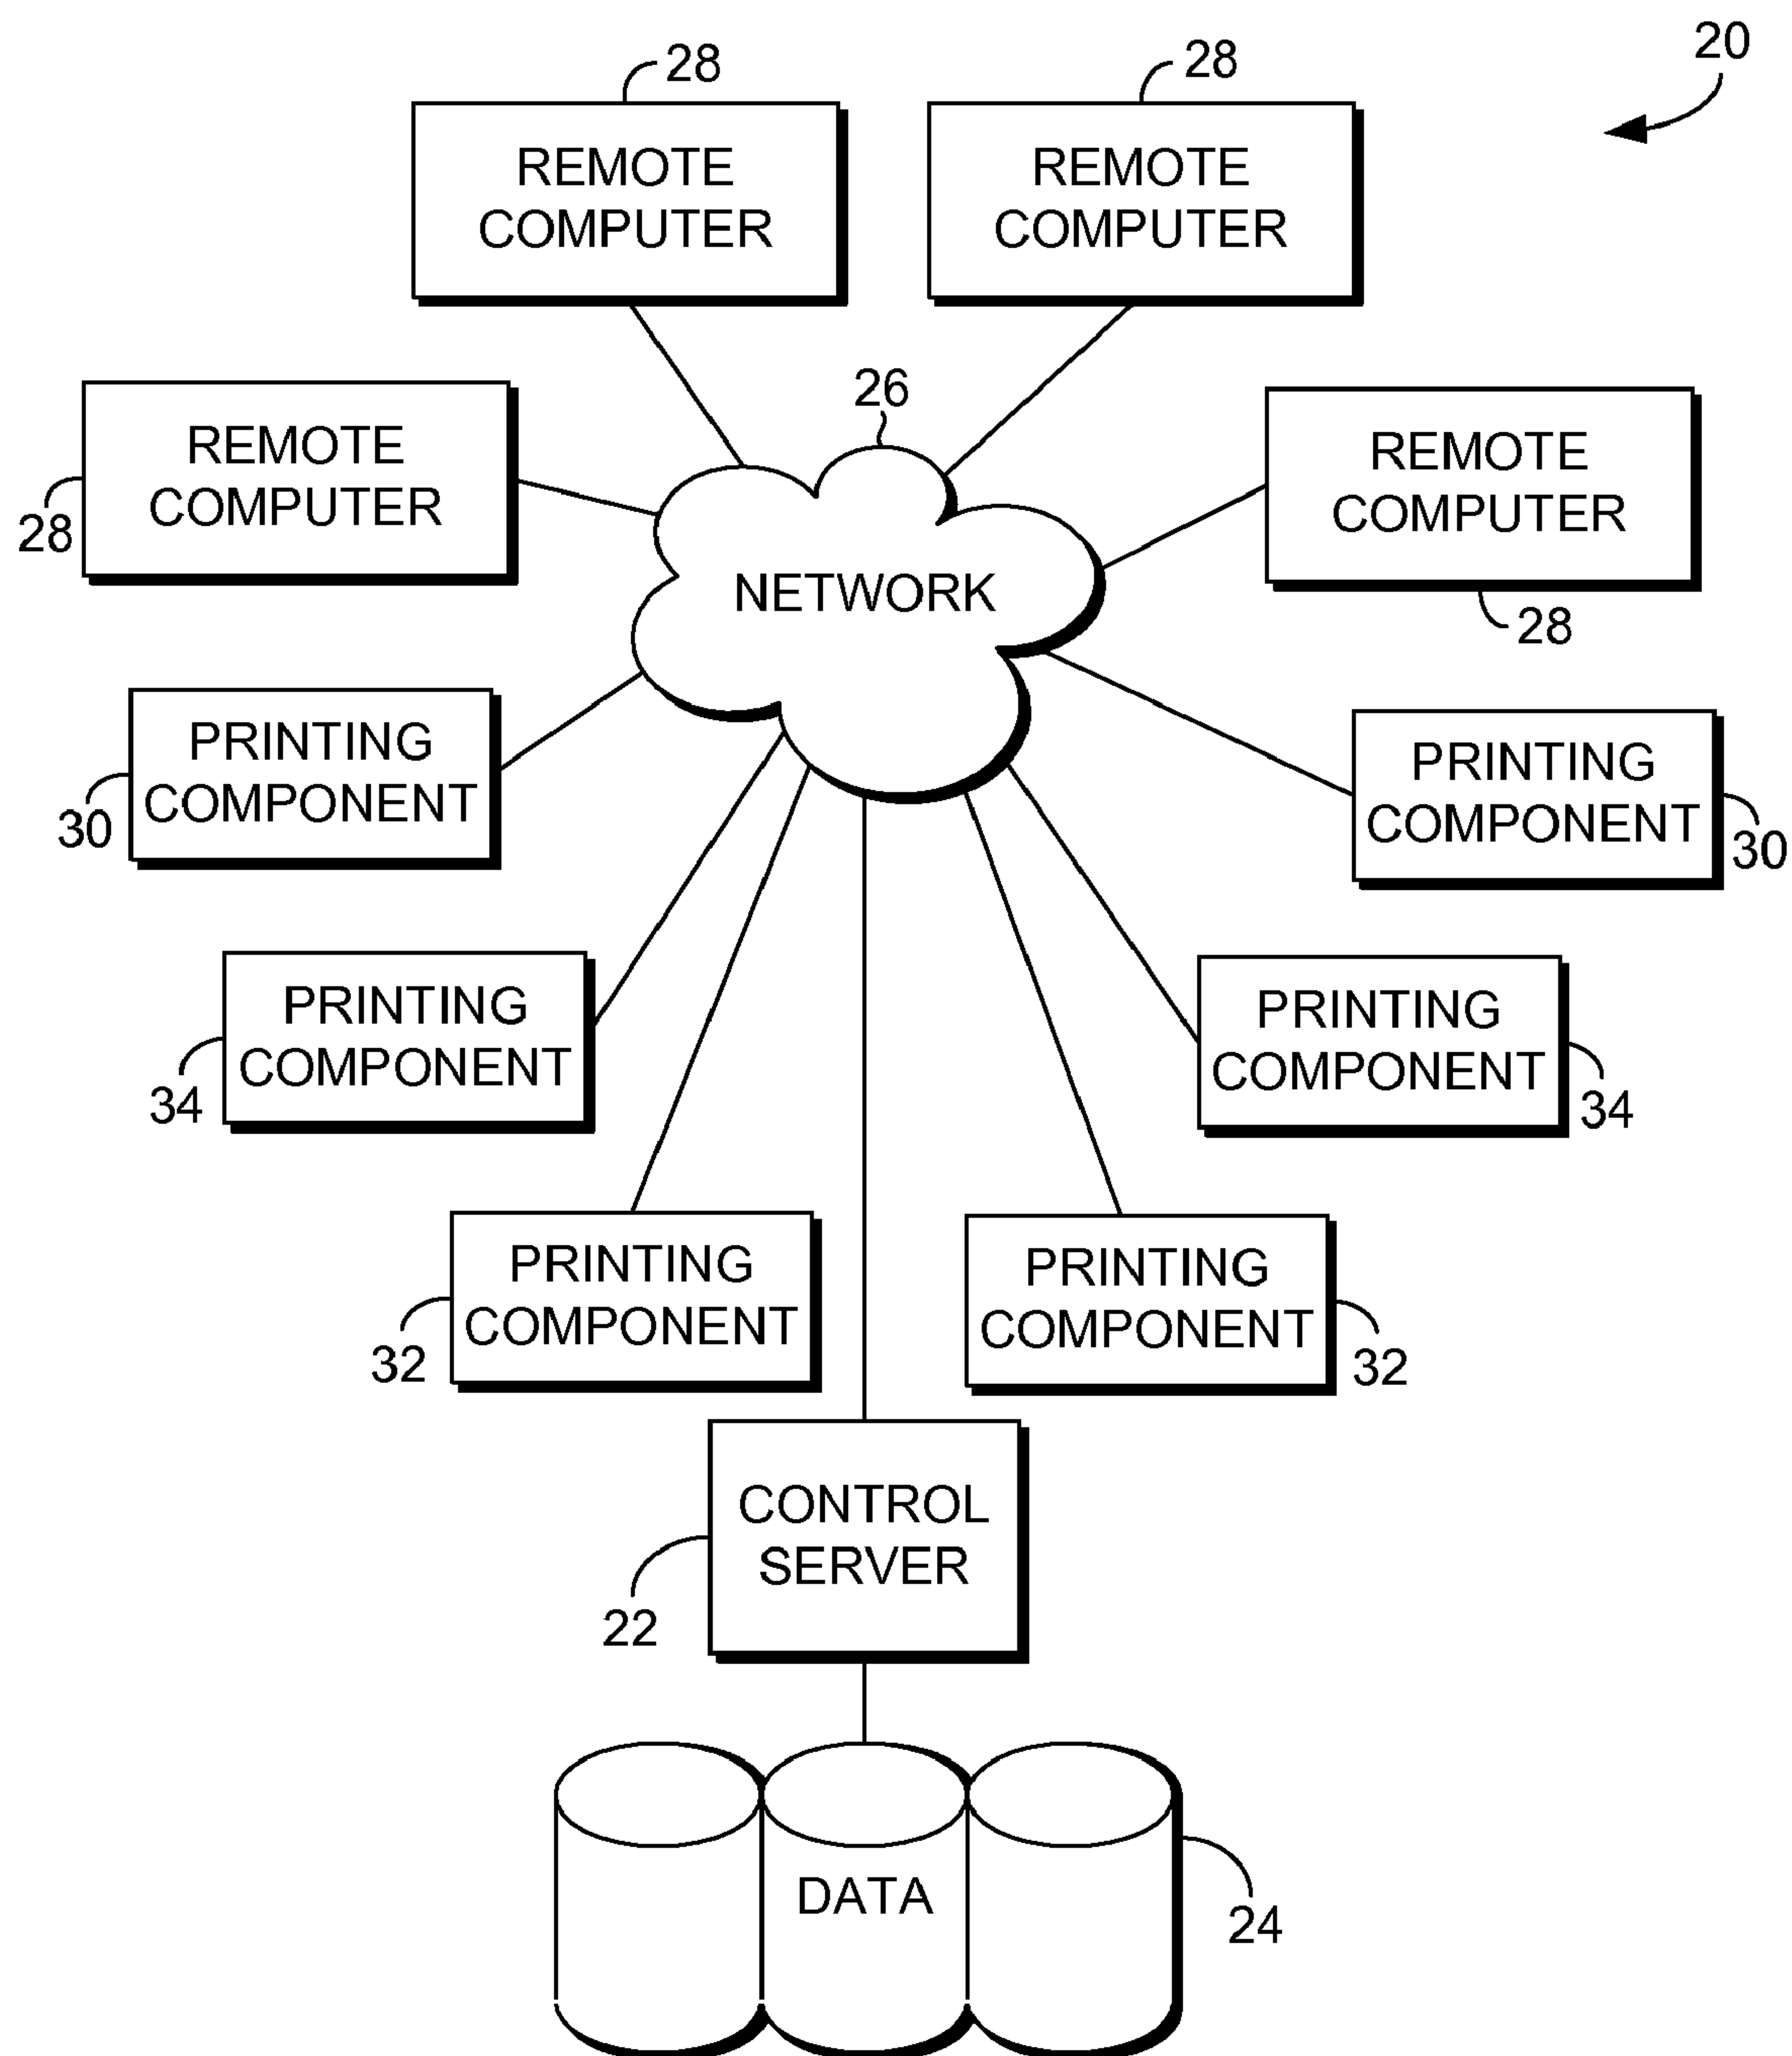 20
28
28
REMOTE
COMPUTER
REMOTE
COMPUTER
26
REMOTE
COMPUTER
28
REMOTE
COMPUTER
28
NETWORK
PRINTING
COMPONENT
30
PRINTING
COMPONENT
30
PRINTING
COMPONENT
34
PRINTING
COMPONENT
34
PRINTING
COMPONENT
32
PRINTING
COMPONENT
32
CONTROL
SERVER
22
DATA
24